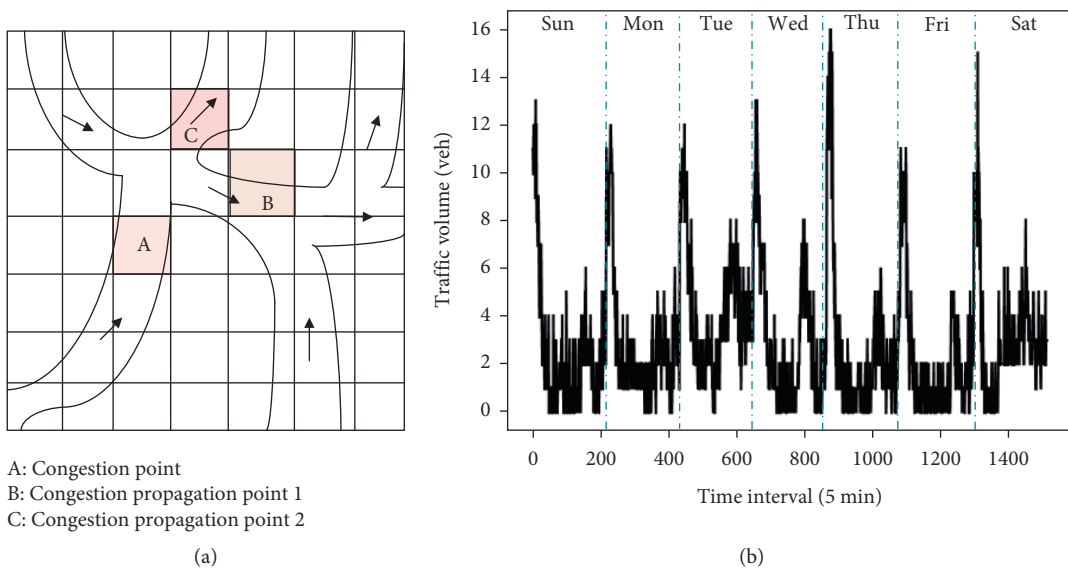 C
B
A
A: Congestion point
B: Congestion propagation point 1
C: Congestion propagation point 2
(a)
Sun Mon Tue Wed Thu Fri Sat
16
14
12
10
8
6
4
2
0
Traffic volume (veh)
0 200 400 600 800 1000 1200 1400
Time interval (5 min)
(b)